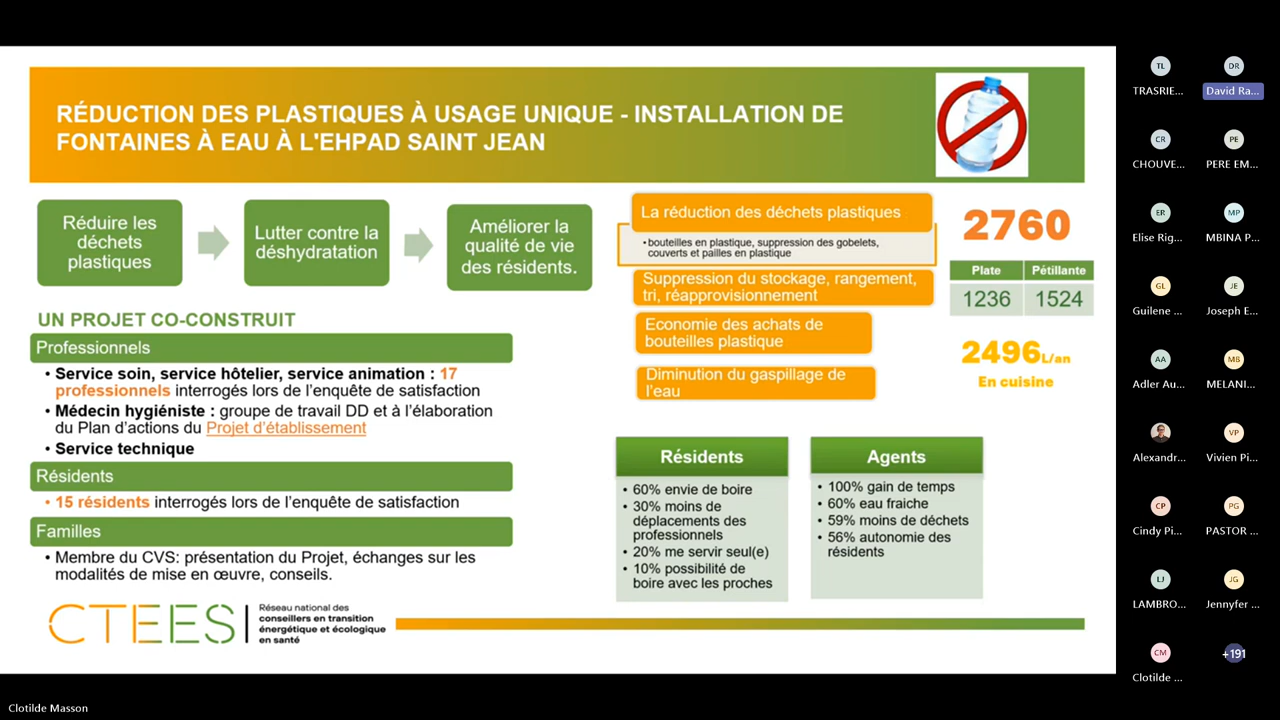 RÉDUCTION DES PLASTIQUES À USAGE UNIQUE - INSTALLATION DE
FONTAINES À EAU À L'EHPAD SAINT JEAN
Réduire les
déchets
plastiques
Lutter contre la
déshydratation
Améliorer la
qualité de vie
des résidents.
UN PROJET CO-CONSTRUIT
Professionnels
• Service soin, service hôtelier, service animation : 17
professionnels interrogés lors de l'enquête de satisfaction
• Médecin hygiéniste : groupe de travail DD et à l'élaboration
du Plan d'actions du Projet d'établissement
• Service technique
Résidents
• 15 résidents interrogés lors de l'enquête de satisfaction
Familles
• Membre du CVS: présentation du Projet, échanges sur les
modalités de mise en œuvre, conseils.
La réduction des déchets plastiques
•bouteilles en plastique, suppression des gobelets,
couverts et pailles en plastique
Suppression du stockage, rangement,
tri, réapprovisionnement
Economie des achats de
bouteilles plastique
Diminution du gaspillage de
l'eau
2760
Plate Pétillante
1236 1524
2496L/an
En cuisine
Résidents
• 60% envie de boire
• 30% moins de
déplacements des
professionnels
• 20% me servir seul(e)
• 10% possibilité de
boire avec les proches
Agents
• 100% gain de temps
• 60% eau fraiche
• 59% moins de déchets
• 56% autonomie des
résidents
CTEES
Réseau national des
conseillers en transition
énergétique et écologique
en santé
TL DR
TRASRIE... David Ra...
CR PE
CHOUVE... PERE EM...
ER MP
Elise Rig... MBINA P...
GL JE
Guilene ... Joseph E...
AA MB
Adler Au... MELANI...
VP
Alexandr... Vivien Pi...
CP PG
Cindy Pi... PASTOR ...
LJ JG
LAMBRO... Jennyfer ...
CM +191
Clotilde ...
Clotilde Masson